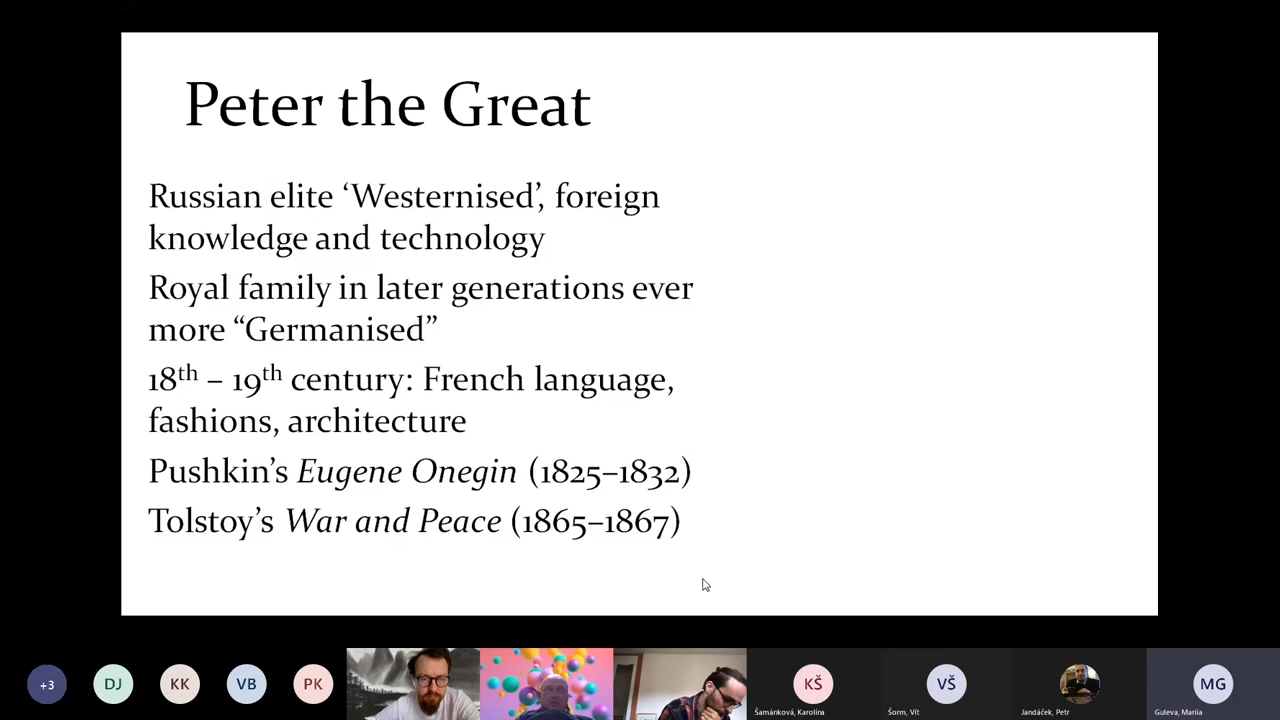 Peter the Great
Russian elite ‘Westernised’, foreign
knowledge and technology
Royal family in later generations ever
more “Germanised”
18th – 19th century: French language,
fashions, architecture
Pushkin’s Eugene Onegin (1825–1832)
Tolstoy’s War and Peace (1865–1867)
+3
DJ
KK
VB
PK
KŠ
VŠ
MG
Šamánková, Karolína
Šorm, Vít
Jandáček, Petr
Guleva, Mariia